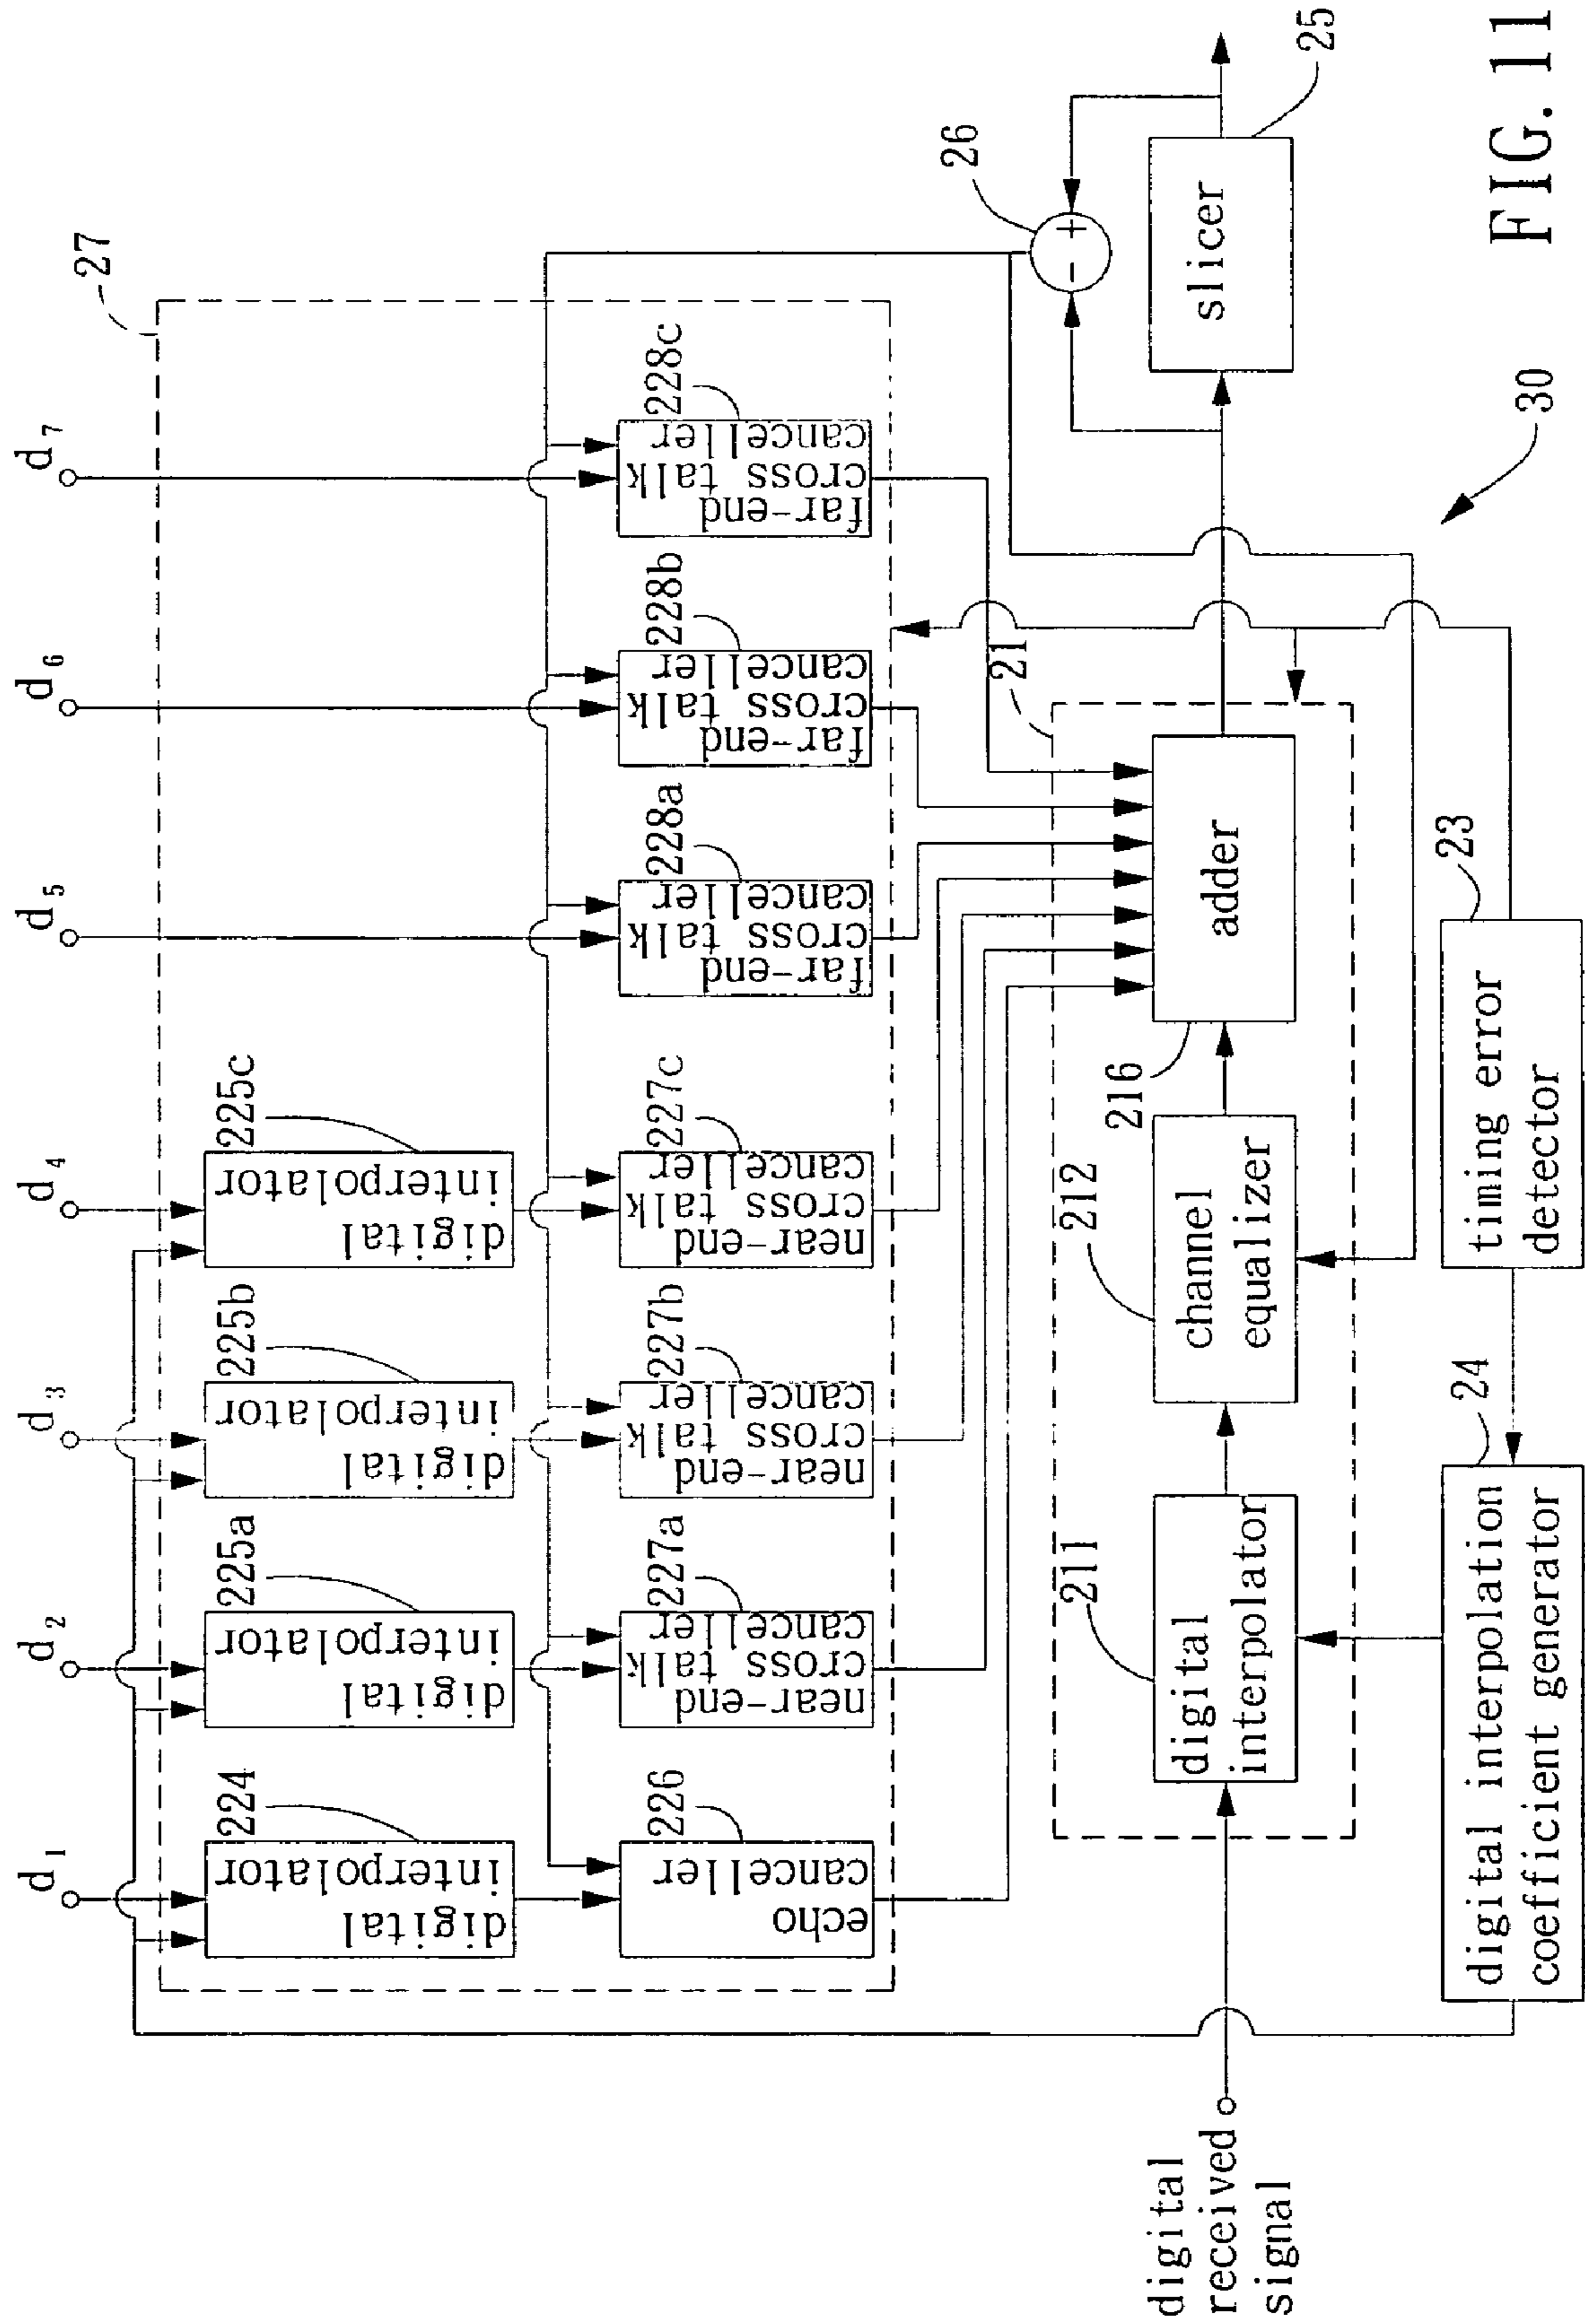 d1
d2
d3
d4
d5
d6
d7
27
224
225a
225b
225c
digital
interpolator
digital
interpolator
digital
interpolator
digital
interpolator
226
227a
227b
227c
228a
228b
228c
echo
canceller
near-end
cross talk
canceller
near-end
cross talk
canceller
near-end
cross talk
canceller
far-end
cross talk
canceller
far-end
cross talk
canceller
far-end
cross talk
canceller
26
- +
21
digital
received
signal
211
digital
interpolator
212
channel
equalizer
216
adder
slicer
25
24
digital interpolation
coefficient generator
23
timing error
detector
30
FIG. 11